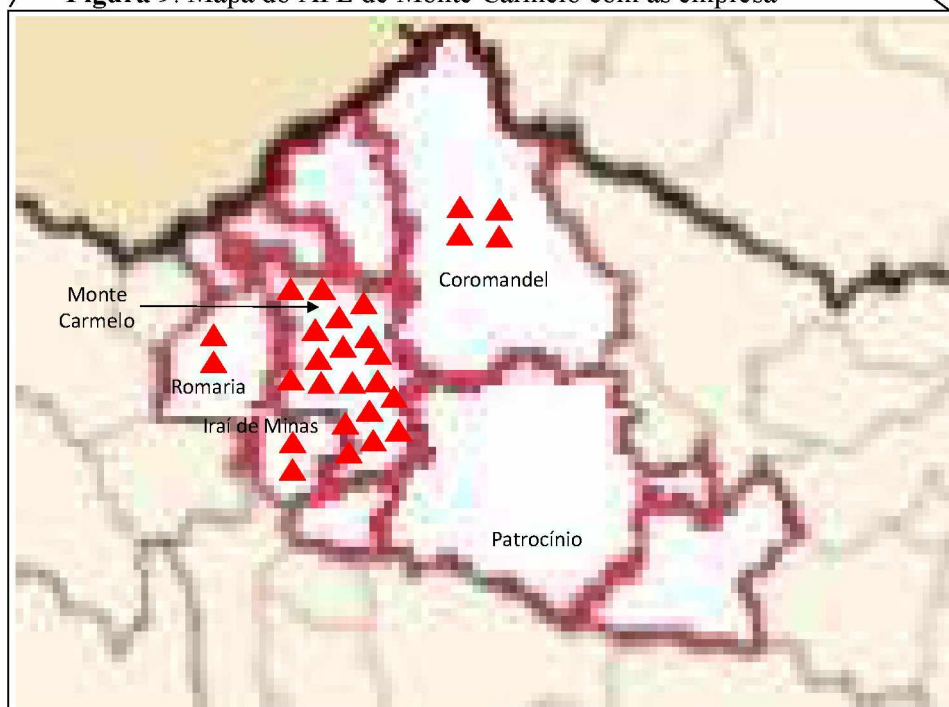 Figura 9. Mapa do APL de Monte Carmelo com as empresa
Coromandel
Monte
Carmelo
Romaria
Iraí de Minas
Patrocínio